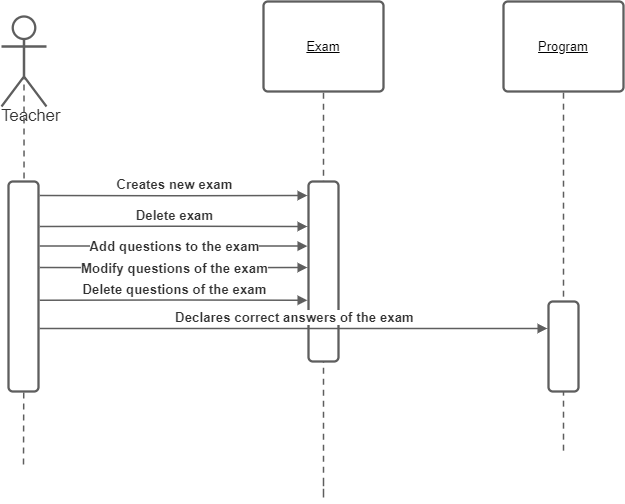 Exam
Program
Teacher
Creates new exam
Delete exam
Add questions to the exam
Modify questions of the exam
Delete questions of the exam
Declares correct answers of the exam